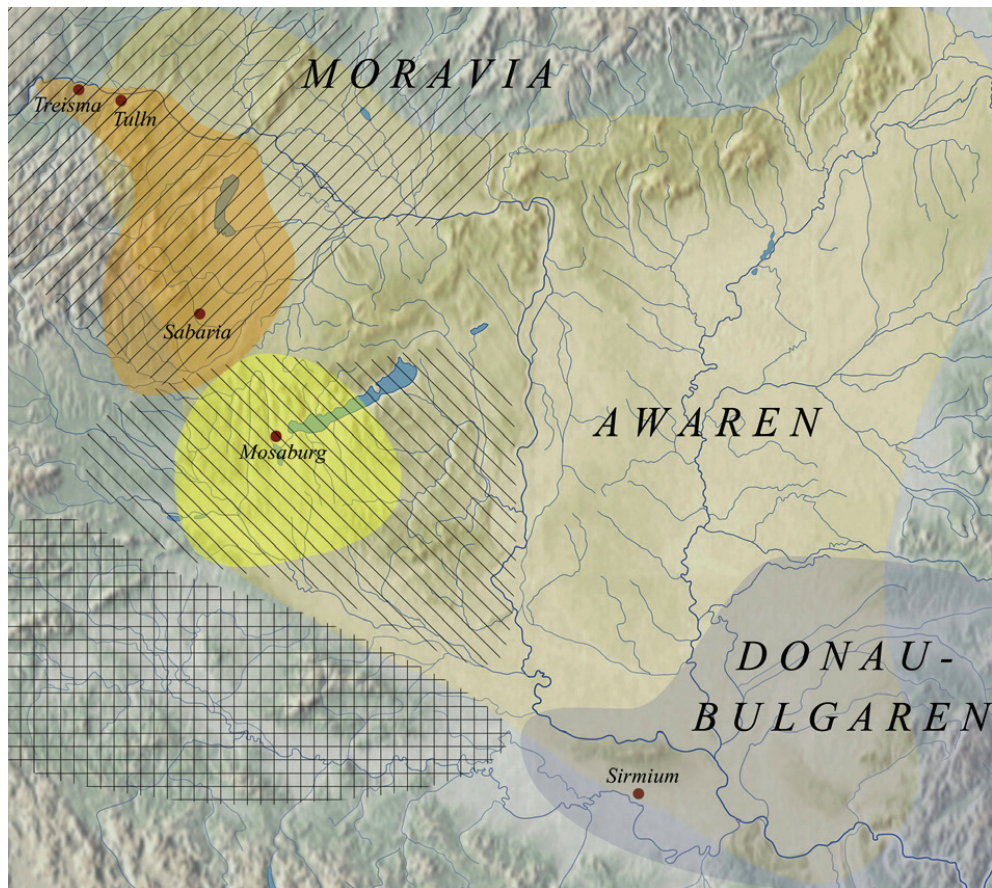 MORAVIA
Treisma
Tulln
Sabaria
AWAREN
Mosaburg
DONAU-
BULGAREN
Sirmium